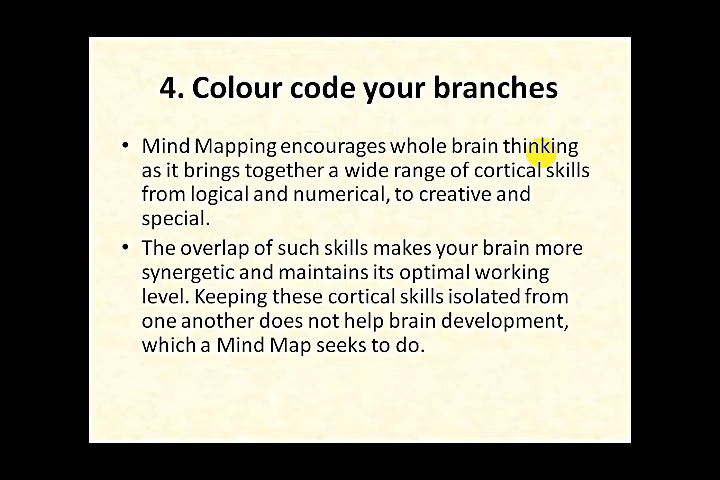 4. Colour code your branches
• Mind Mapping encourages whole brain thinking
as it brings together a wide range of cortical skills
from logical and numerical, to creative and
special.
• The overlap of such skills makes your brain more
synergetic and maintains its optimal working
level. Keeping these cortical skills isolated from
one another does not help brain development,
which a Mind Map seeks to do.